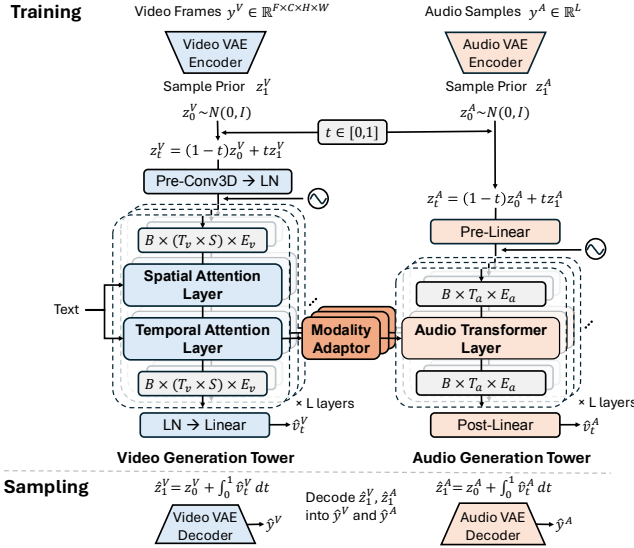 Training
Video Frames y^V ∈ ℝ^{F×C×H×W}
Audio Samples y^A ∈ ℝ^L
Video VAE
Encoder
Audio VAE
Encoder
Sample Prior z_1^V
Sample Prior z_1^A
z_0^V~N(0, I)
z_0^A~N(0, I)
t ∈ [0,1]
z_t^V = (1 − t)z_0^V + tz_1^V
Pre-Conv3D → LN
z_t^A = (1 − t)z_0^A + tz_1^A
Pre-Linear
B × (T_v × S) × E_v
Spatial Attention
Layer
B × T_a × E_a
Text
Temporal Attention
Layer
Modality
Adaptor
Audio Transformer
Layer
B × (T_v × S) × E_v
B × T_a × E_a
× L layers
× L layers
LN → Linear
v̂_t^V
Post-Linear
v̂_t^A
Video Generation Tower
Audio Generation Tower
Sampling
ẑ_1^V = z_0^V + ∫_0^1 v̂_t^V dt
ẑ_1^A = z_0^A + ∫_0^1 v̂_t^A dt
Decode ẑ_1^V, ẑ_1^A
into ŷ^V and ŷ^A
Video VAE
Decoder
ŷ^V
Audio VAE
Decoder
ŷ^A